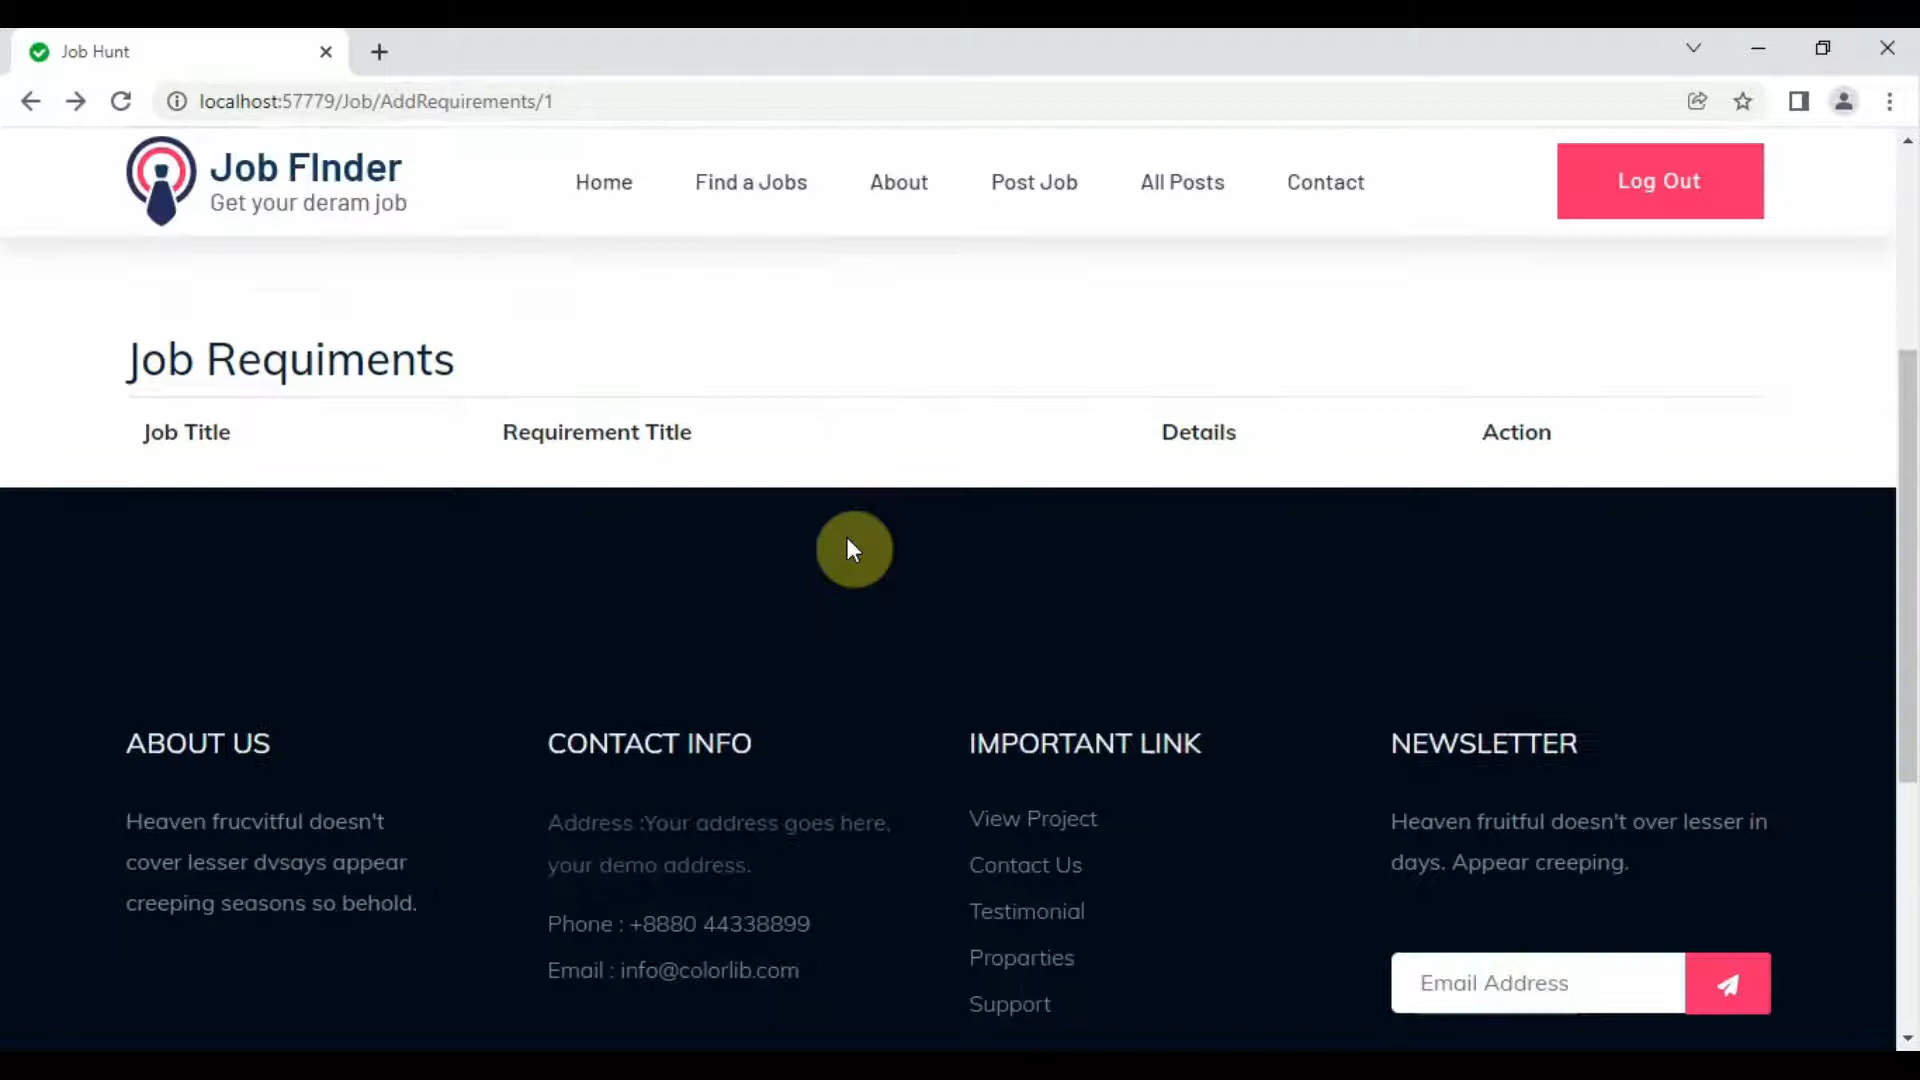 Job Hunt
localhost:57779/Job/AddRequirements/1
Job FInder
Get your deram job
Home Find a Jobs About Post Job All Posts Contact
Log Out
Job Requiments
Job Title Requirement Title Details Action
ABOUT US
Heaven frucvitful doesn't
cover lesser dvsays appear
creeping seasons so behold.
CONTACT INFO
Address :Your address goes here,
your demo address.
Phone : +8880 44338899
Email : info@colorlib.com
IMPORTANT LINK
View Project
Contact Us
Testimonial
Proparties
Support
NEWSLETTER
Heaven fruitful doesn't over lesser in
days. Appear creeping.
Email Address